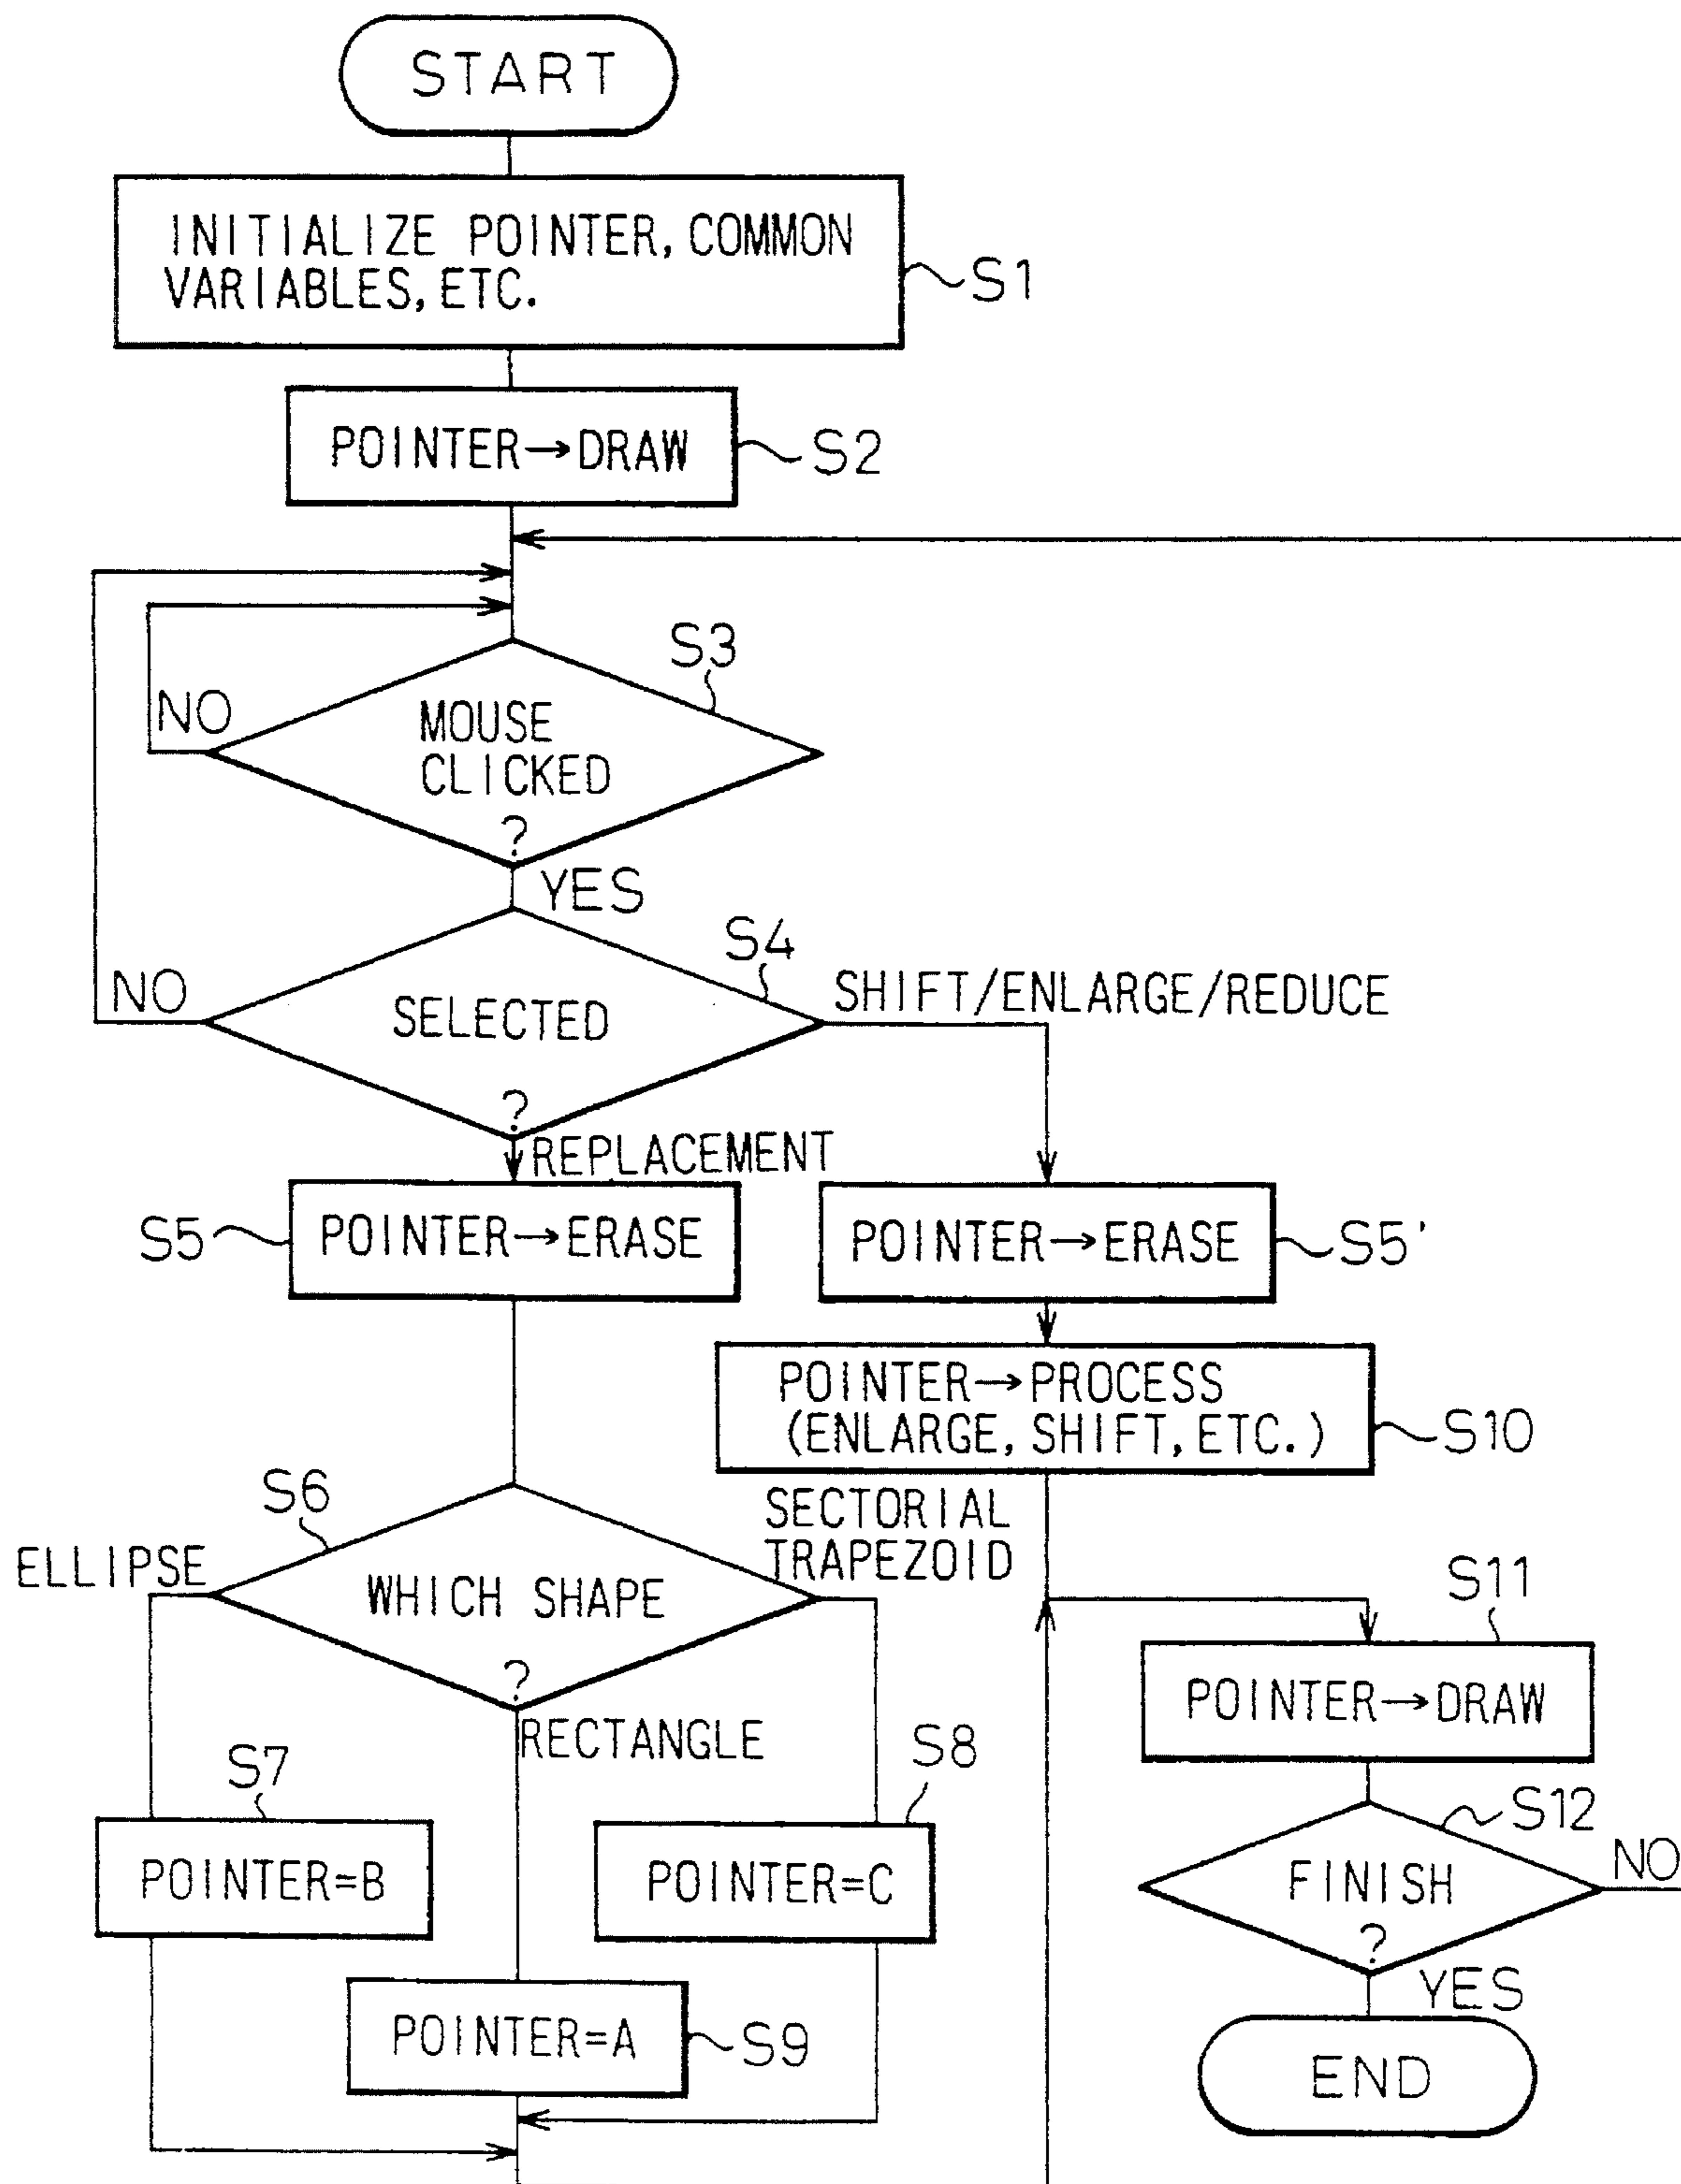 START
INITIALIZE POINTER, COMMON
VARIABLES, ETC.
S1
POINTER→DRAW
S2
S3
NO
MOUSE
CLICKED
?
YES
S4
NO
SELECTED
?
SHIFT/ENLARGE/REDUCE
REPLACEMENT
S5
POINTER→ERASE
POINTER→ERASE
S5'
POINTER→PROCESS
(ENLARGE, SHIFT, ETC.)
S10
S6
ELLIPSE
WHICH SHAPE
?
SECTORIAL
TRAPEZOID
RECTANGLE
S7
POINTER=B
S8
POINTER=C
POINTER=A
S9
S11
POINTER→DRAW
S12
FINISH
?
NO
YES
END